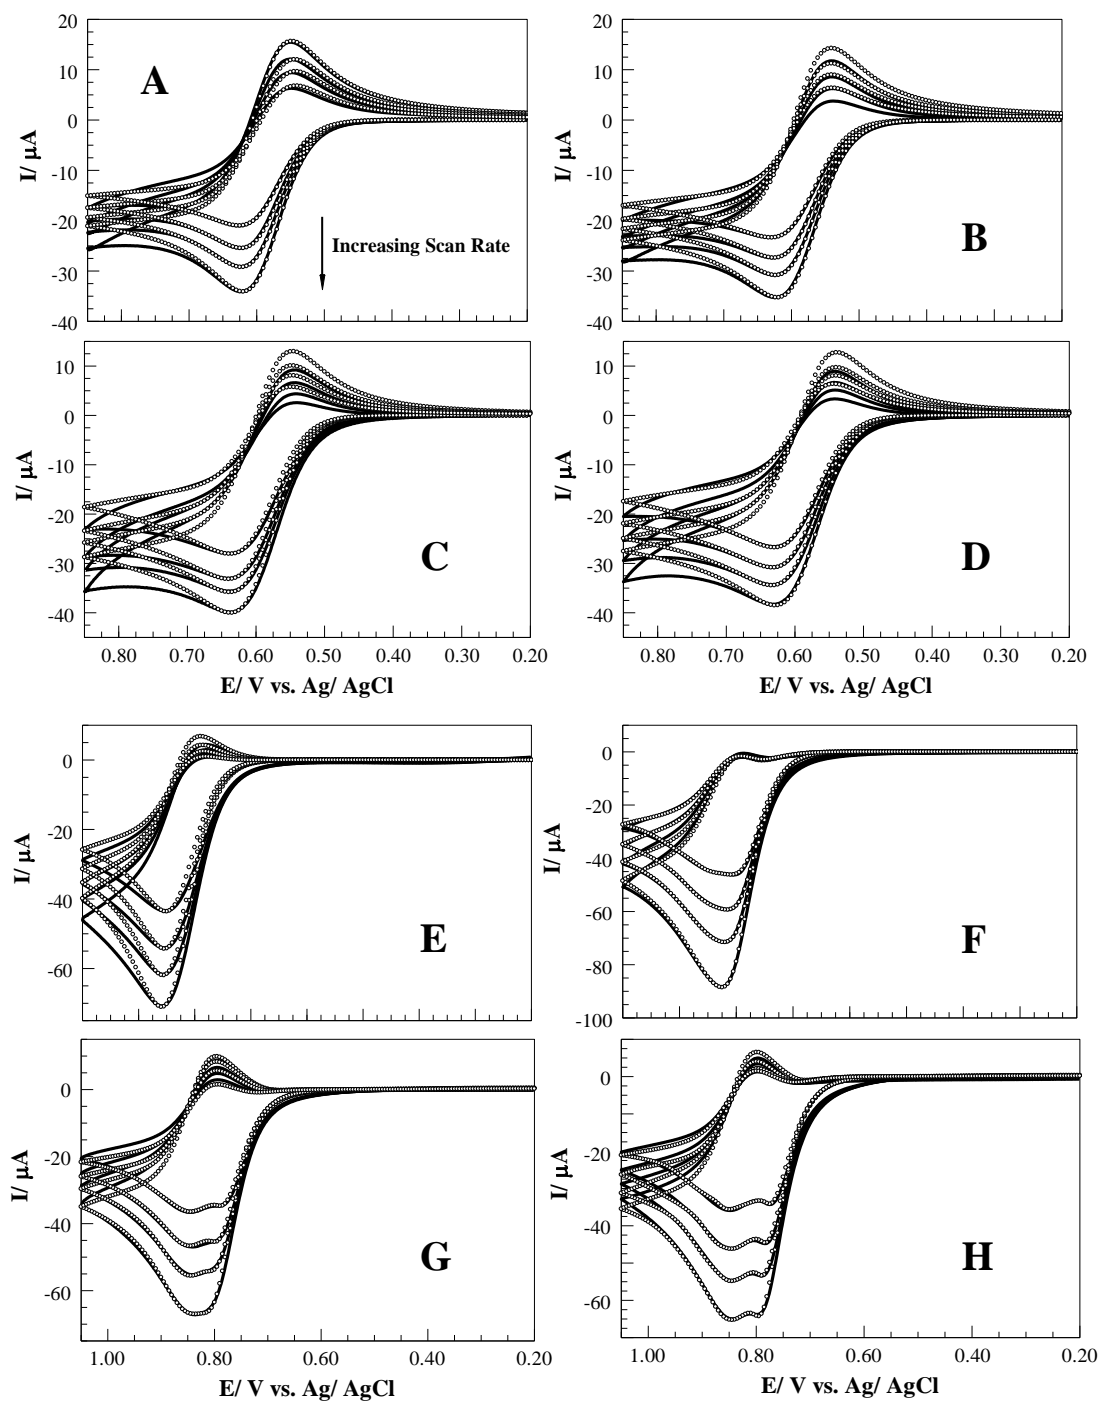 20
10
0
-10
-20
-30
-40
I/ µA
A
Increasing Scan Rate
B
I/ µA
20
10
0
-10
-20
-30
-40
10
0
-10
-20
-30
-40
I/ µA
C
0.80 0.70 0.60 0.50 0.40 0.30 0.20
E/ V vs. Ag/ AgCl
10
0
-10
-20
-30
-40
I/ µA
D
0.80 0.70 0.60 0.50 0.40 0.30 0.20
E/ V vs. Ag/ AgCl
0
-20
-40
-60
I/ µA
E
0
-20
-40
-60
-80
-100
I/ µA
F
0
-20
-40
-60
I/ µA
G
1.00 0.80 0.60 0.40 0.20
E/ V vs. Ag/ AgCl
0
-20
-40
-60
I/ µA
H
1.00 0.80 0.60 0.40 0.20
E/ V vs. Ag/ AgCl